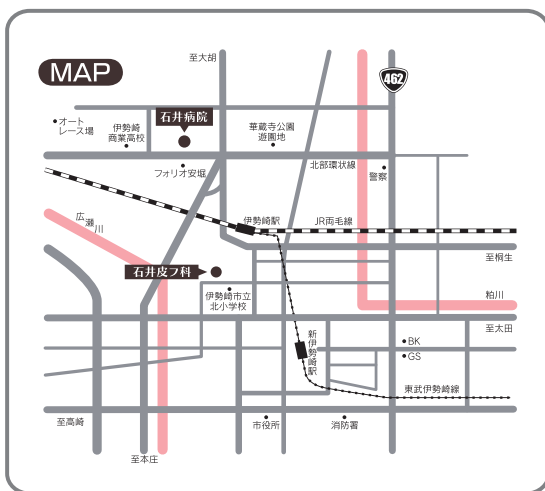 至大胡
MAP
462
オート
レース場
伊勢崎
商業高校
石井病院
華蔵寺公園
遊園地
フォリオ安堀
北部環状線
警察
広瀬川
伊勢崎駅
JR両毛線
至桐生
石井皮フ科
伊勢崎市立
北小学校
粕川
至太田
新伊勢崎駅
BK
GS
東武伊勢崎線
至高崎
市役所
消防署
至本庄